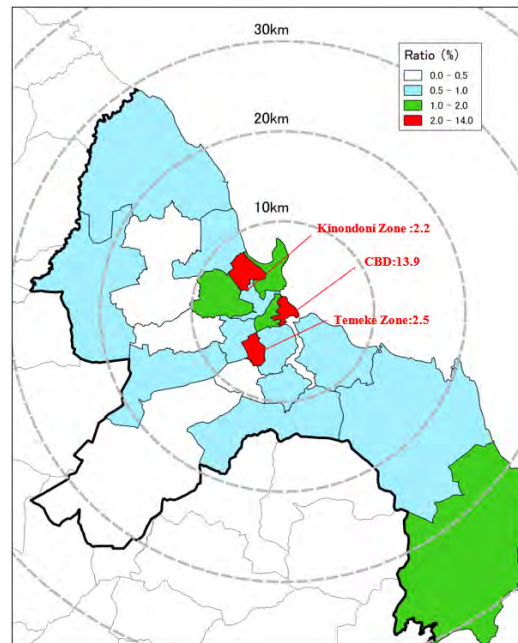 30km
Ratio (%)
0.0 - 0.5
0.5 - 1.0
1.0 - 2.0
2.0 - 14.0
20km
10km
Kinondoni Zone :2.2
CBD:13.9
Temeke Zone:2.5